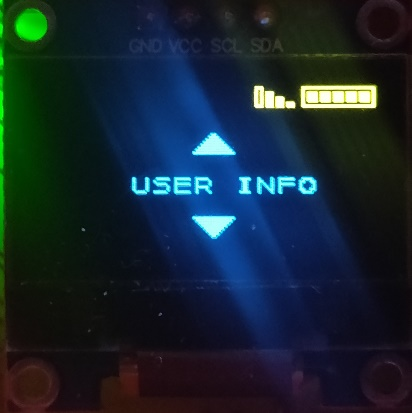 GND VCC SCL SDA
USER INFO